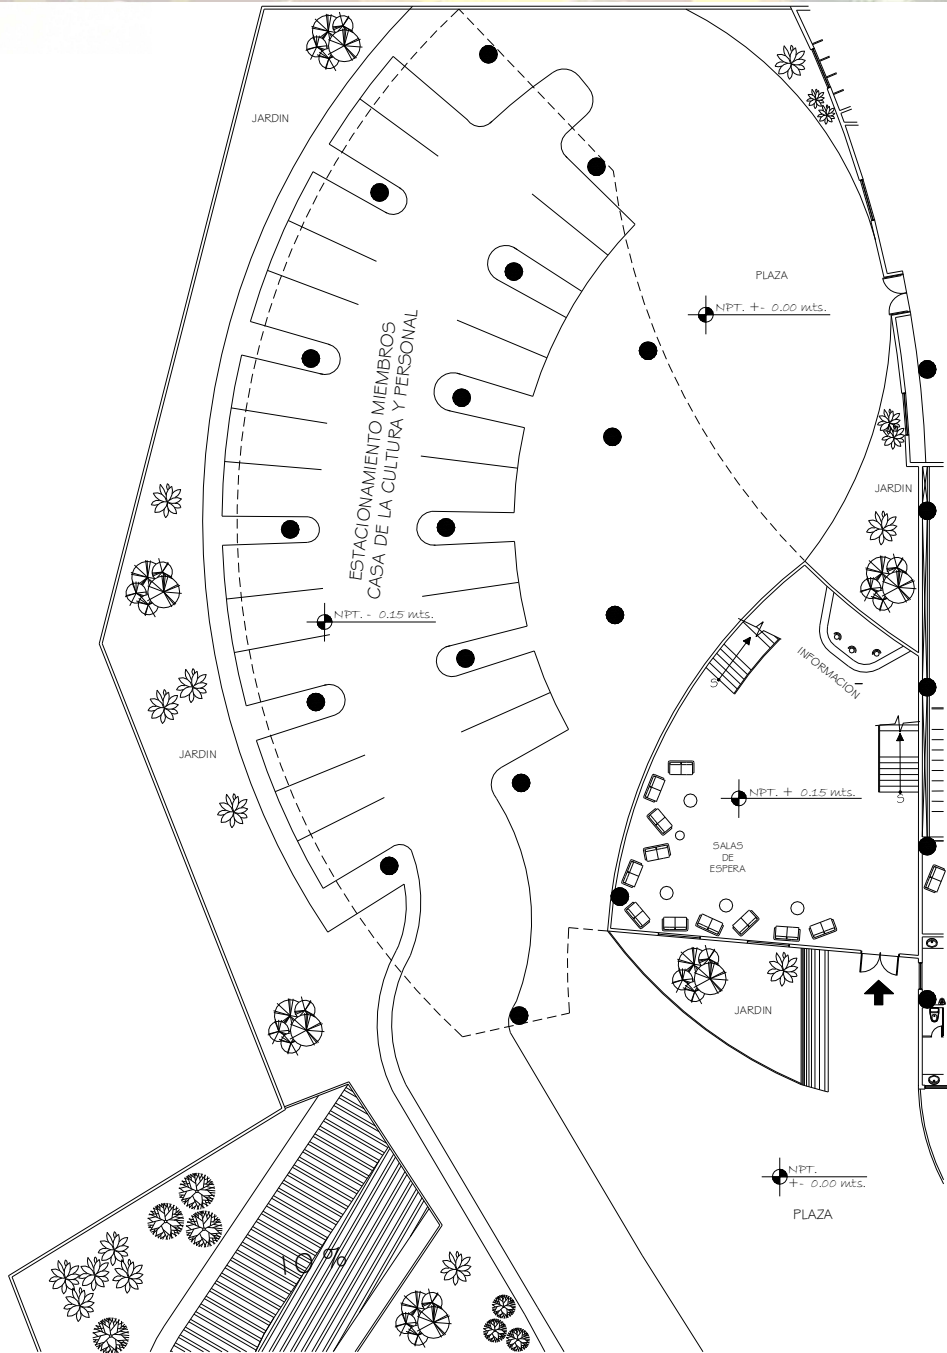 JARDIN
PLAZA
NPT. +- 0.00 mts.
ESTACIONAMIENTO MIEMBROS
CASA DE LA CULTURA Y PERSONAL
JARDIN
NPT. - 0.15 mts.
INFORMACIÓN
S
JARDIN
NPT. + 0.15 mts.
S
SALAS
DE
ESPERA
JARDIN
NPT.
+- 0.00 mts.
PLAZA
10%